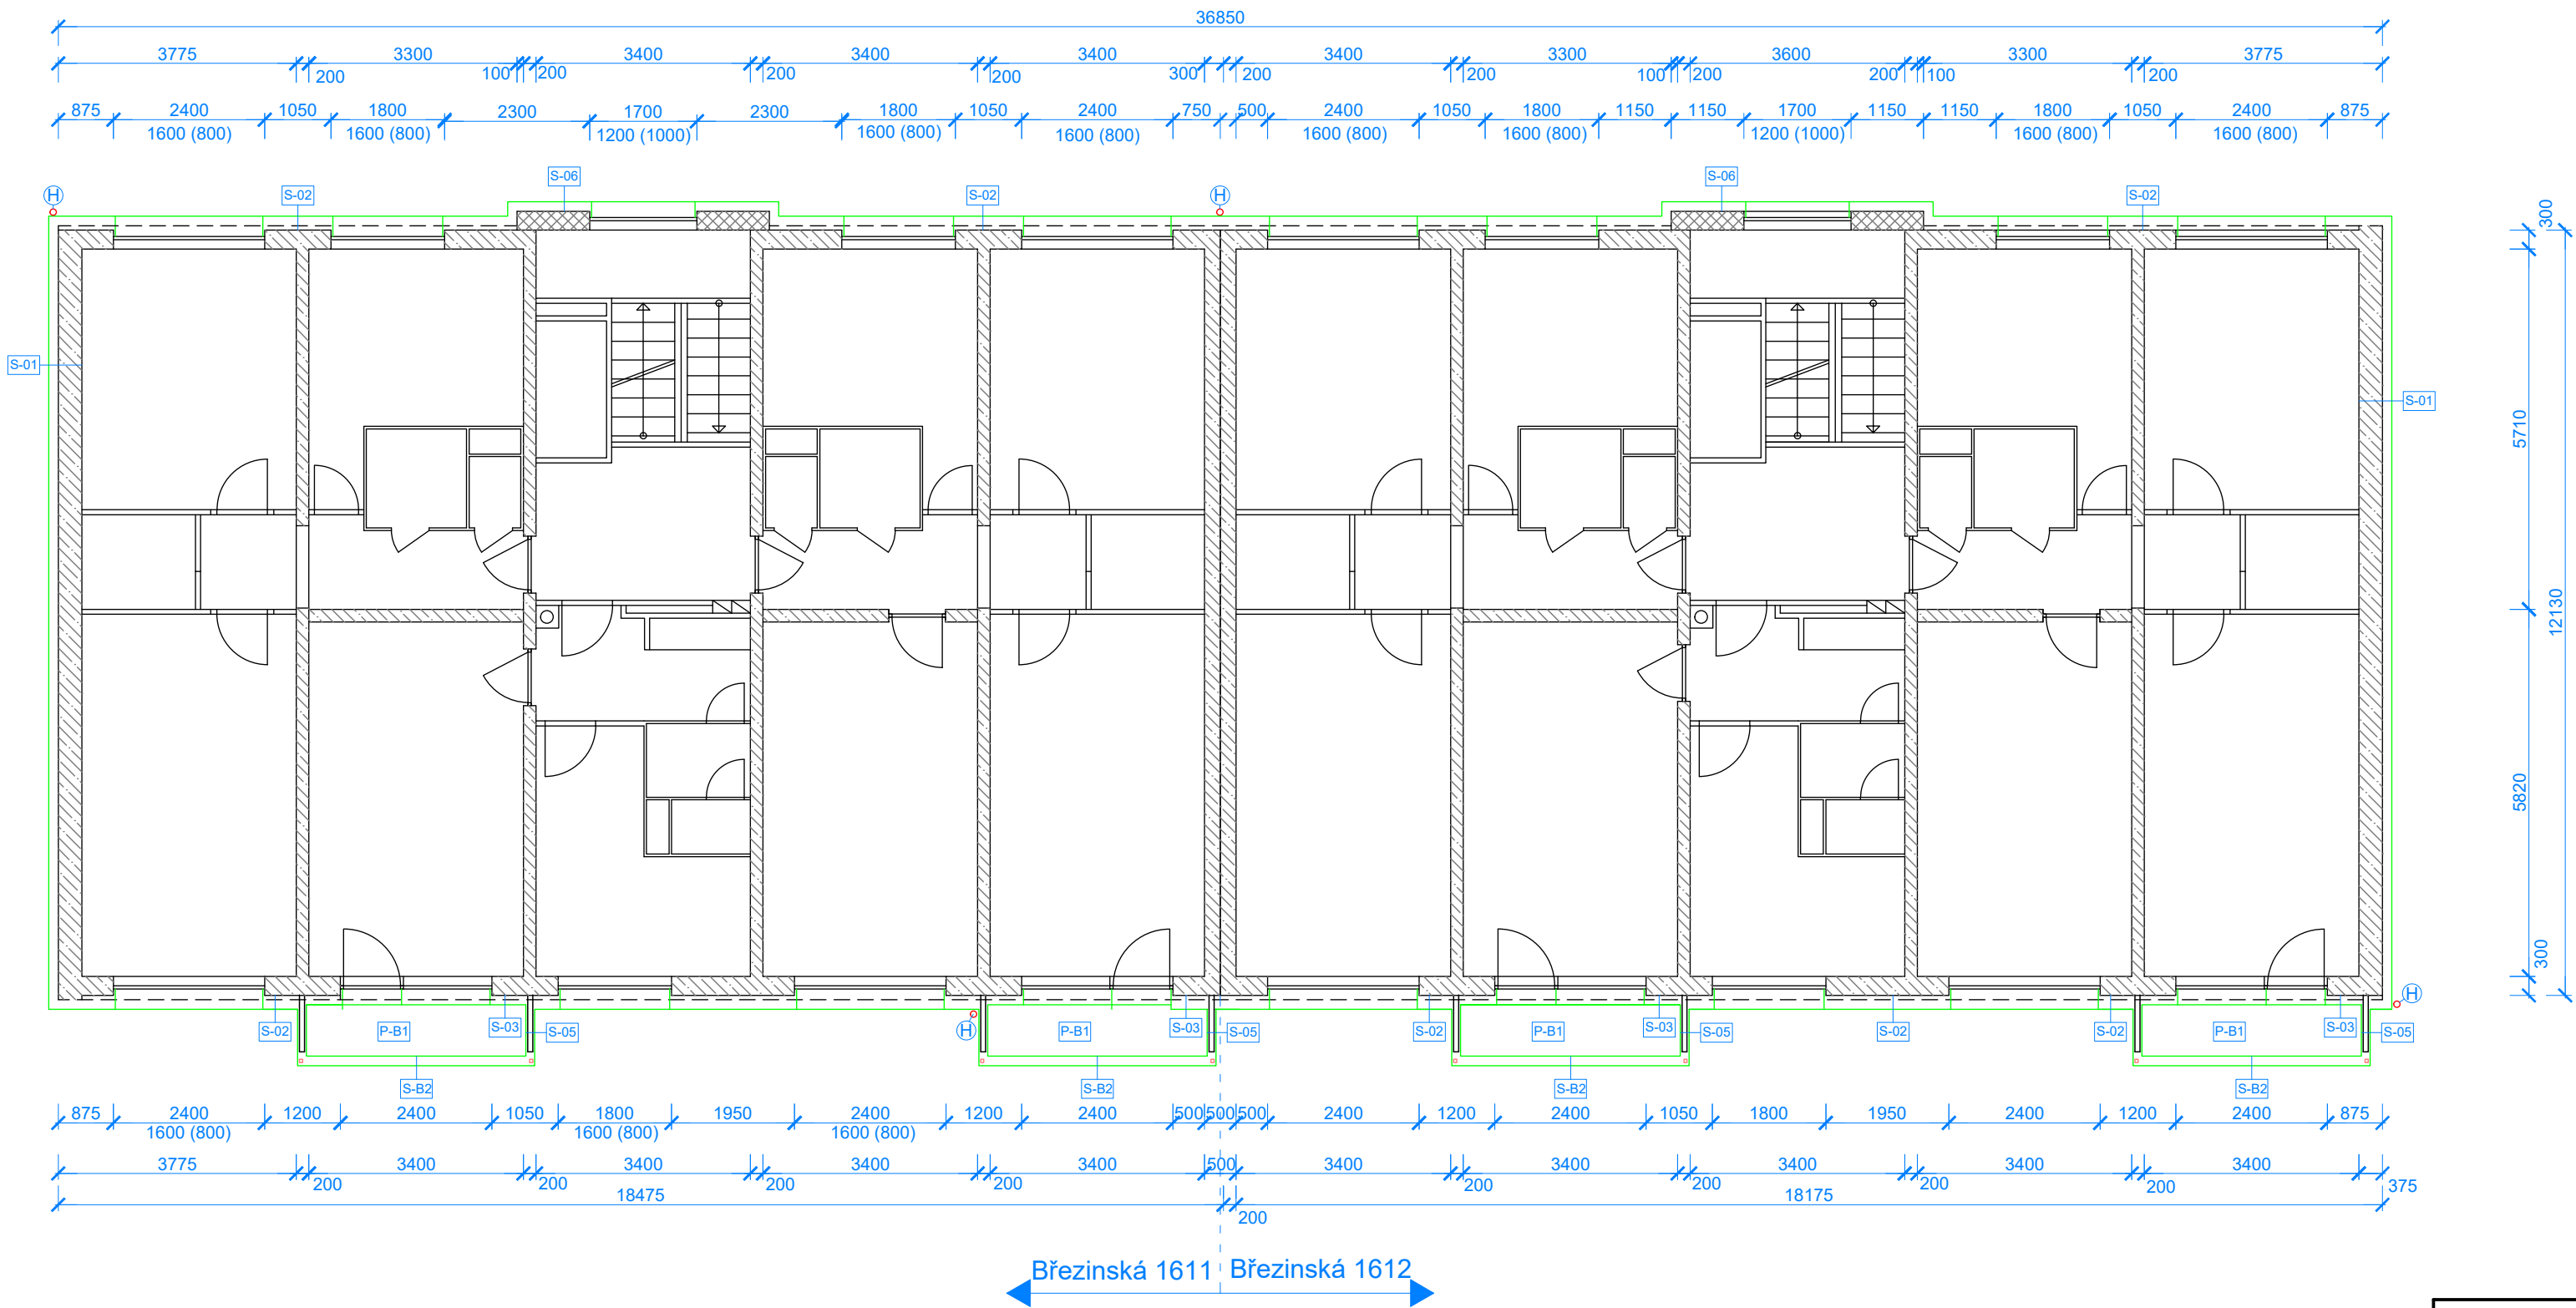 36850
3775 3300 3400 3400 3400 3400 3300 3600 3300 3775
200 100 200 200 200 300 200 200 100 200 200 100 200
875 2400 1050 1800 2300 1700 2300 1800 1050 2400 750 500 2400 1050 1800 1150 1150 1700 1150 1150 1800 1050 2400 875
1600 (800) 1600 (800) 1200 (1000) 1600 (800) 1600 (800) 1600 (800) 1600 (800) 1200 (1000) 1600 (800) 1600 (800)
S-06 S-06
H S-02 S-02 H S-02
300
S-01
S-01
5710
12130
5820
300
H
S-02 P-B1 S-03 S-05 H P-B1 S-03 S-05 S-02 P-B1 S-03 S-05 S-02 S-02 P-B1 S-03 S-05
S-B2 S-B2 S-B2 S-B2
875 2400 1200 2400 1050 1800 1950 2400 1200 2400 500 500 500 2400 1200 2400 1050 1800 1950 2400 1200 2400 875
1600 (800) 1600 (800) 1600 (800)
3775 3400 3400 3400 3400 500 3400 3400 3400 3400 3400
200 200 200 200 200 200 200 200 375
18475 18175
200
Březinská 1611 Březinská 1612